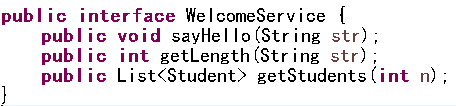 public interface WelcomeService {
    public void sayHello(String str);
    public int getLength(String str);
    public List<Student> getStudents(int n);
}